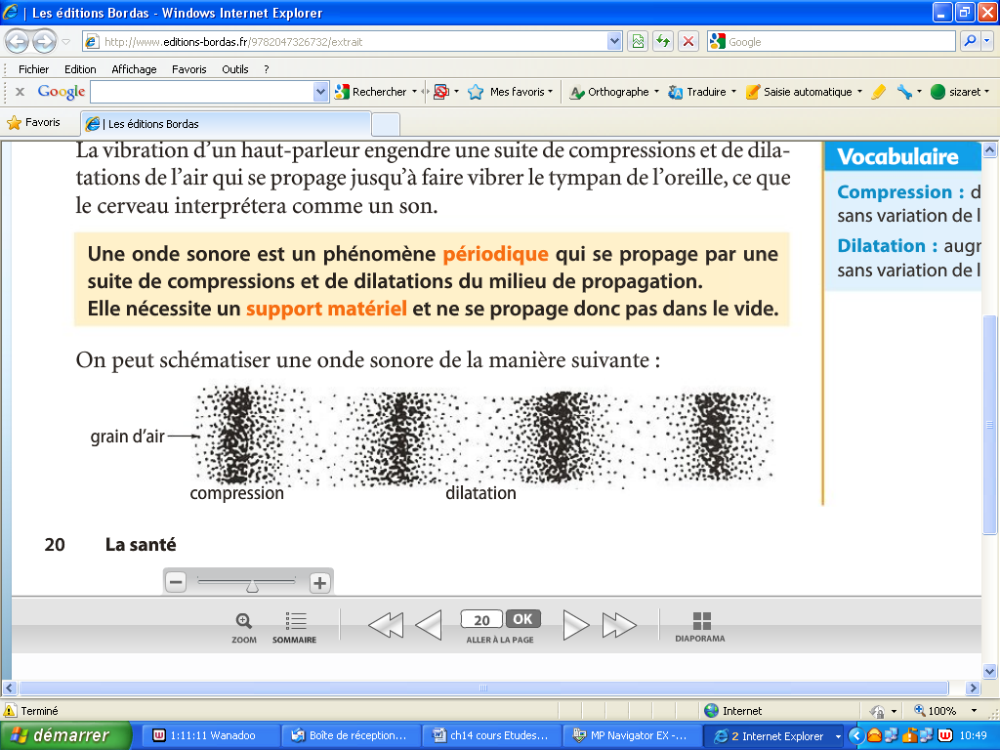 | Les éditions Bordas - Windows Internet Explorer
http://www.editions-bordas.fr/9782047326732/extrait
Google
Fichier Edition Affichage Favoris Outils ?
x Google Rechercher Mes favoris Orthographe Traduire Saisie automatique sizaret
Favoris | Les éditions Bordas
La vibration d'un haut-parleur engendre une suite de compressions et de dila-
tations de l'air qui se propage jusqu'à faire vibrer le tympan de l'oreille, ce que
le cerveau interprétera comme un son.
Une onde sonore est un phénomène périodique qui se propage par une
suite de compressions et de dilatations du milieu de propagation.
Elle nécessite un support matériel et ne se propage donc pas dans le vide.
On peut schématiser une onde sonore de la manière suivante :
grain d'air
compression dilatation
20 La santé
Vocabulaire
Compression : d
sans variation de l
Dilatation : augr
sans variation de l
ZOOM SOMMAIRE
20 OK
ALLER À LA PAGE
DIAPORAMA
Terminé Internet 100%
démarrer 1:11:11 Wanadoo Boîte de réception... ch14 cours Etudes... MP Navigator EX -... 2 Internet Explorer 10:49